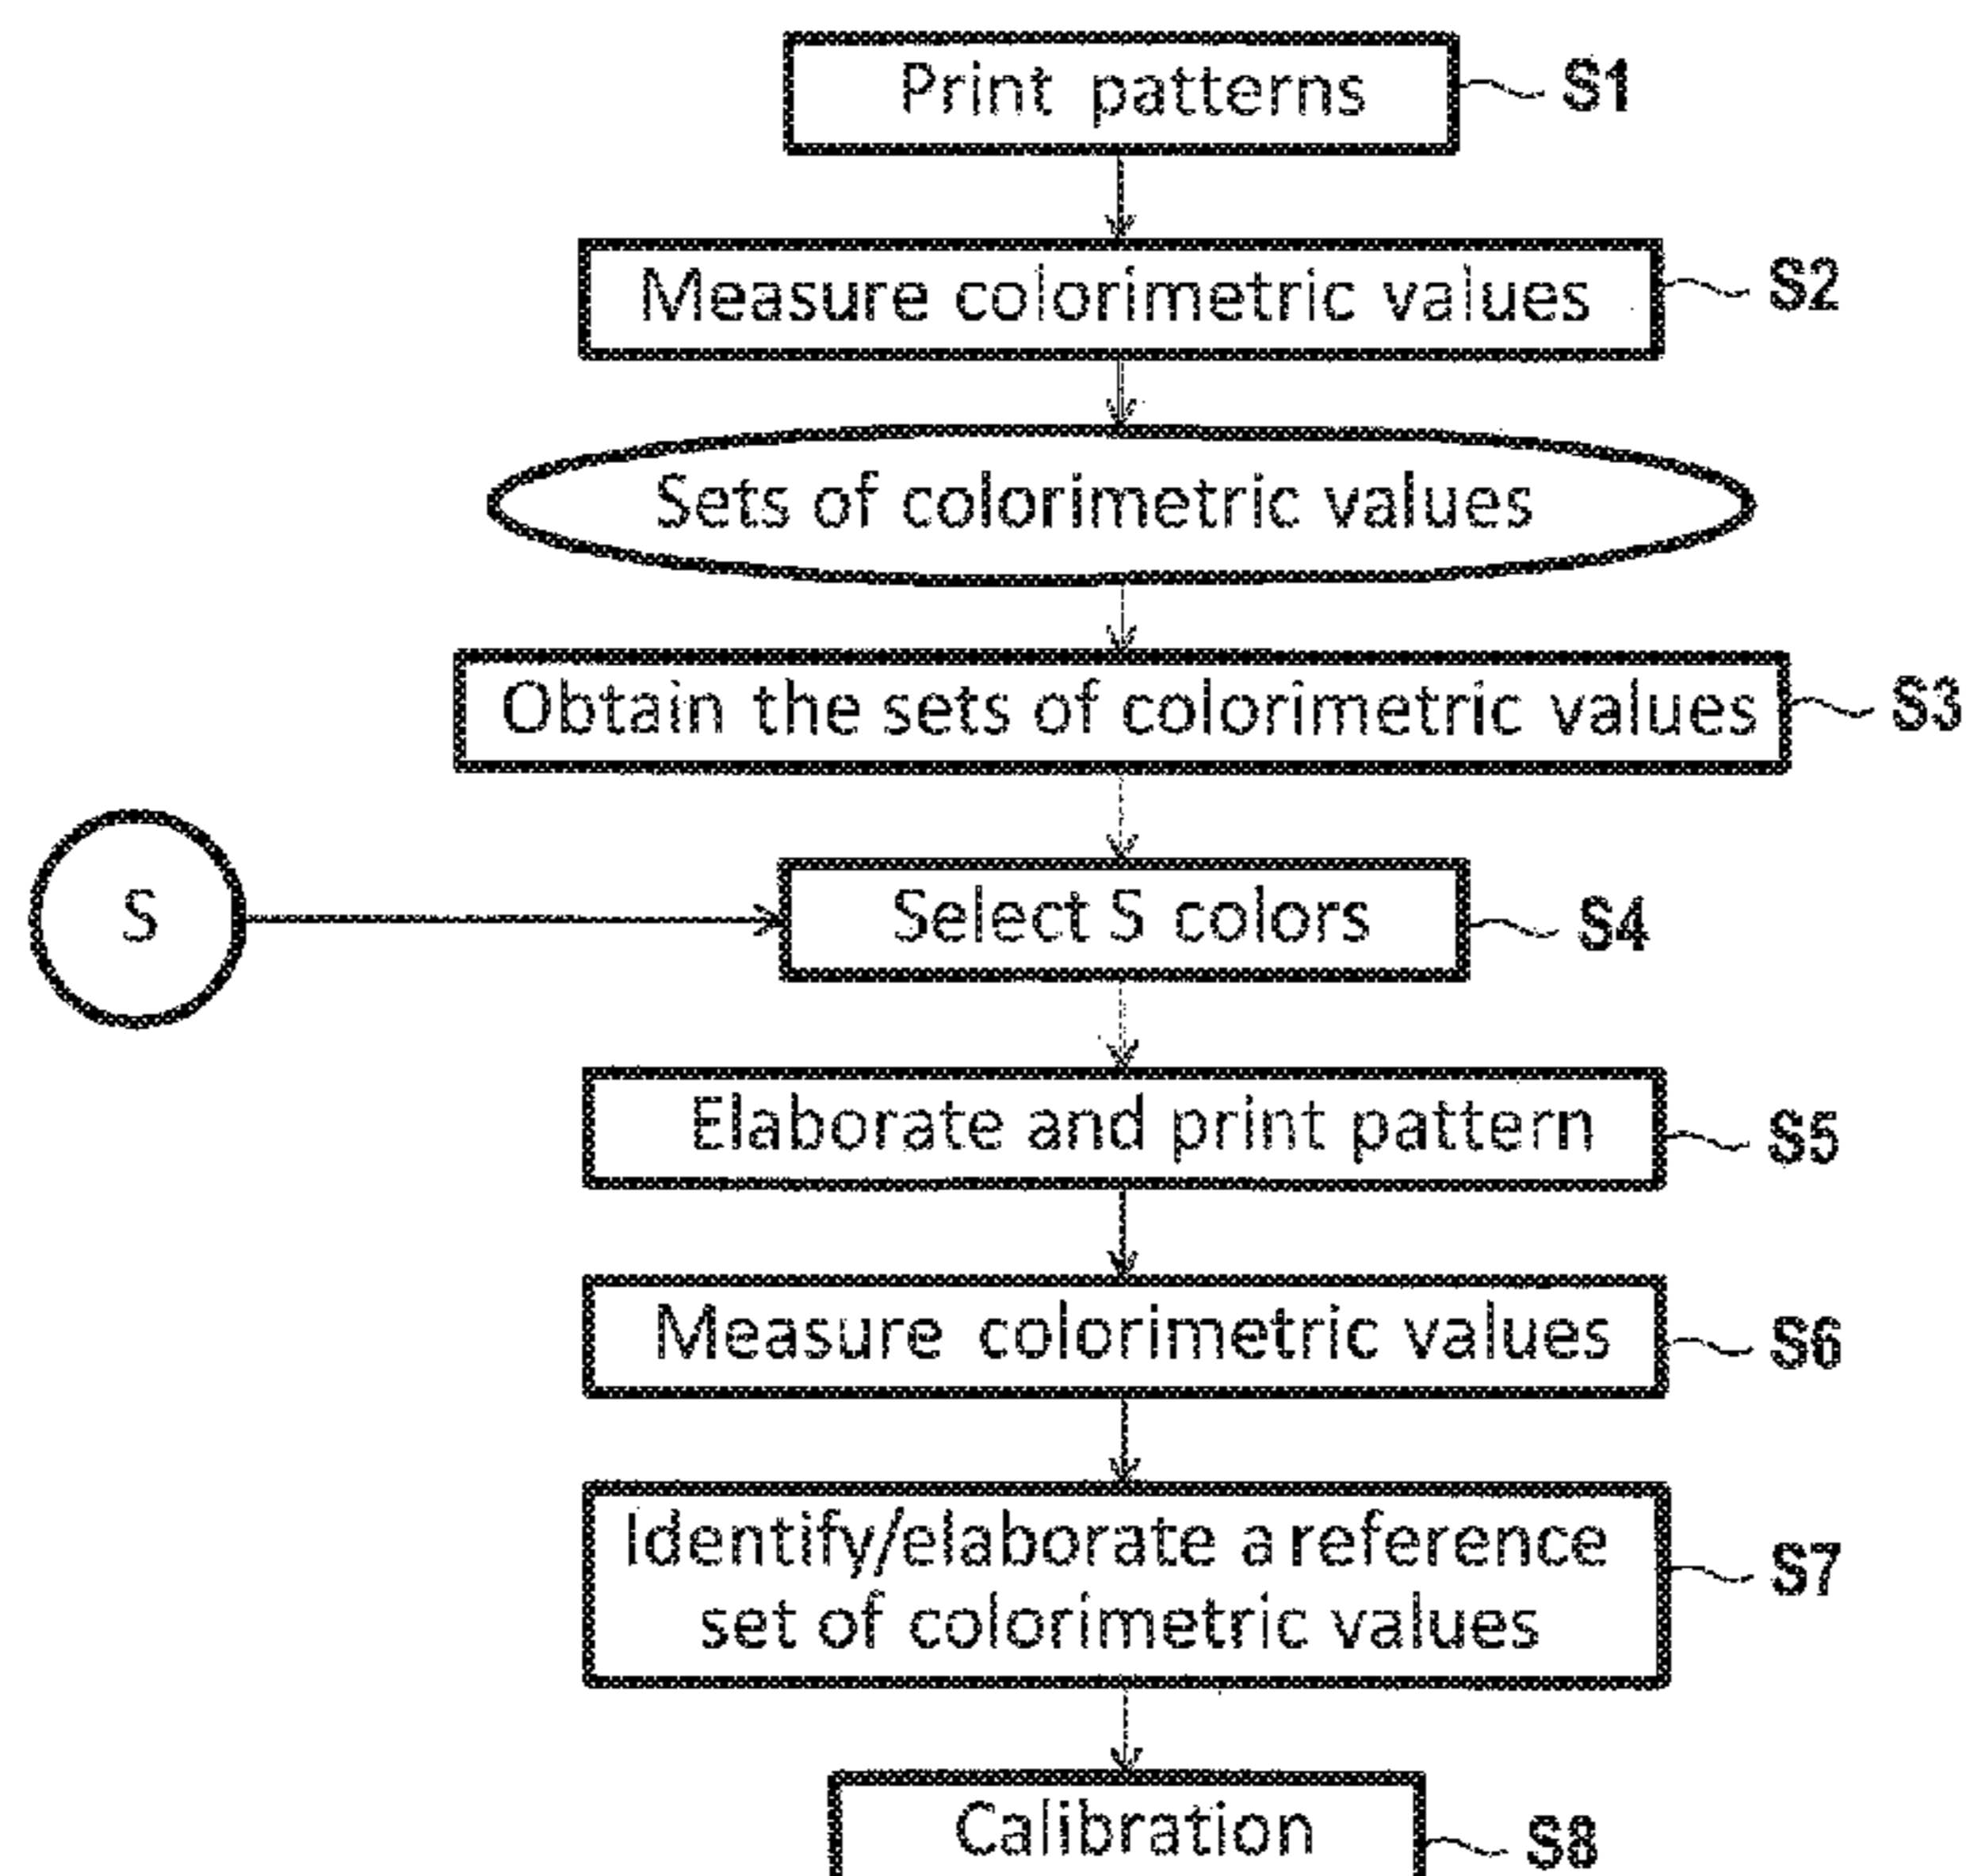 Print patterns
S1
Measure colorimetric values
S2
Sets of colorimetric values
Obtain the sets of colorimetric values
S3
S
Select S colors
S4
Elaborate and print pattern
S5
Measure colorimetric values
S6
Identify/elaborate a reference
set of colorimetric values
S7
Calibration
S8